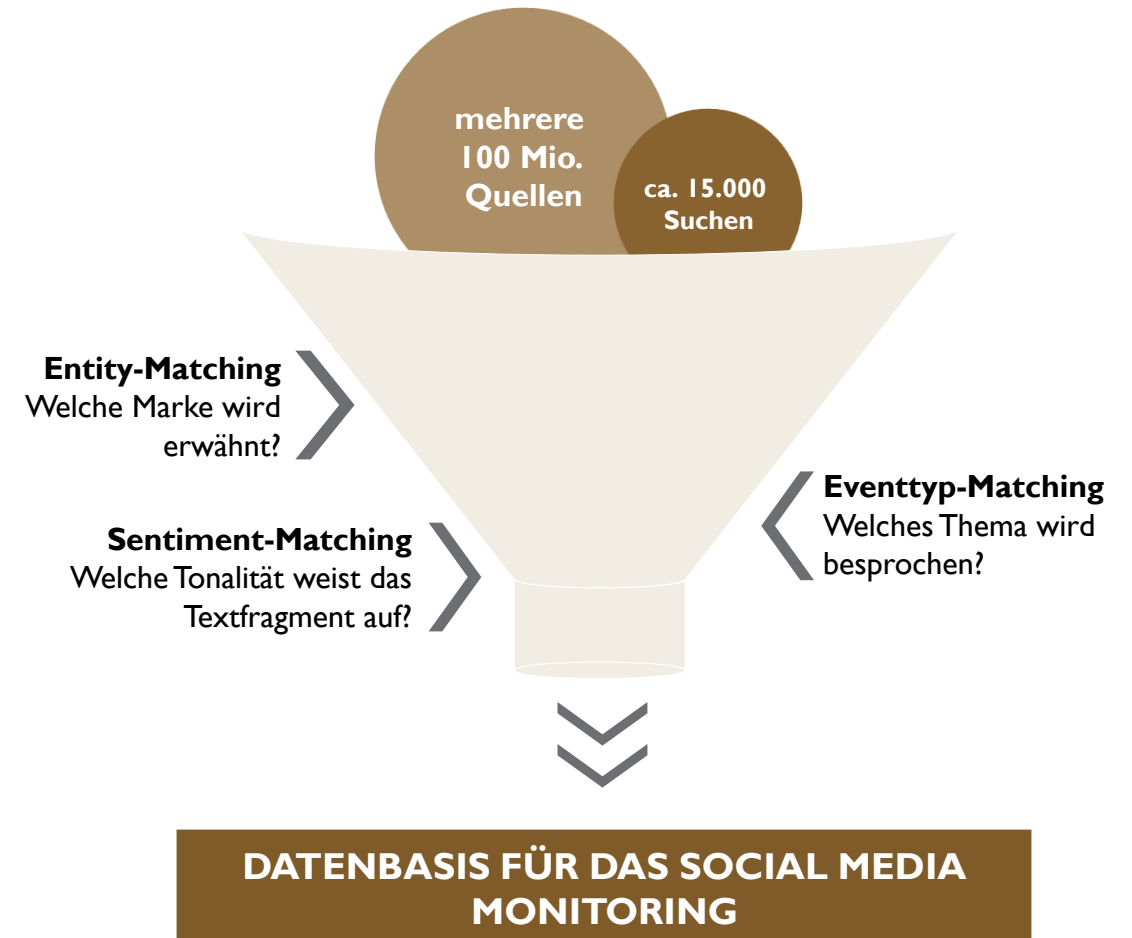 mehrere
100 Mio.
Quellen
ca. 15.000
Suchen
Entity-Matching
Welche Marke wird
erwähnt?
Eventtyp-Matching
Welches Thema wird
besprochen?
Sentiment-Matching
Welche Tonalität weist das
Textfragment auf?
DATENBASIS FÜR DAS SOCIAL MEDIA
MONITORING